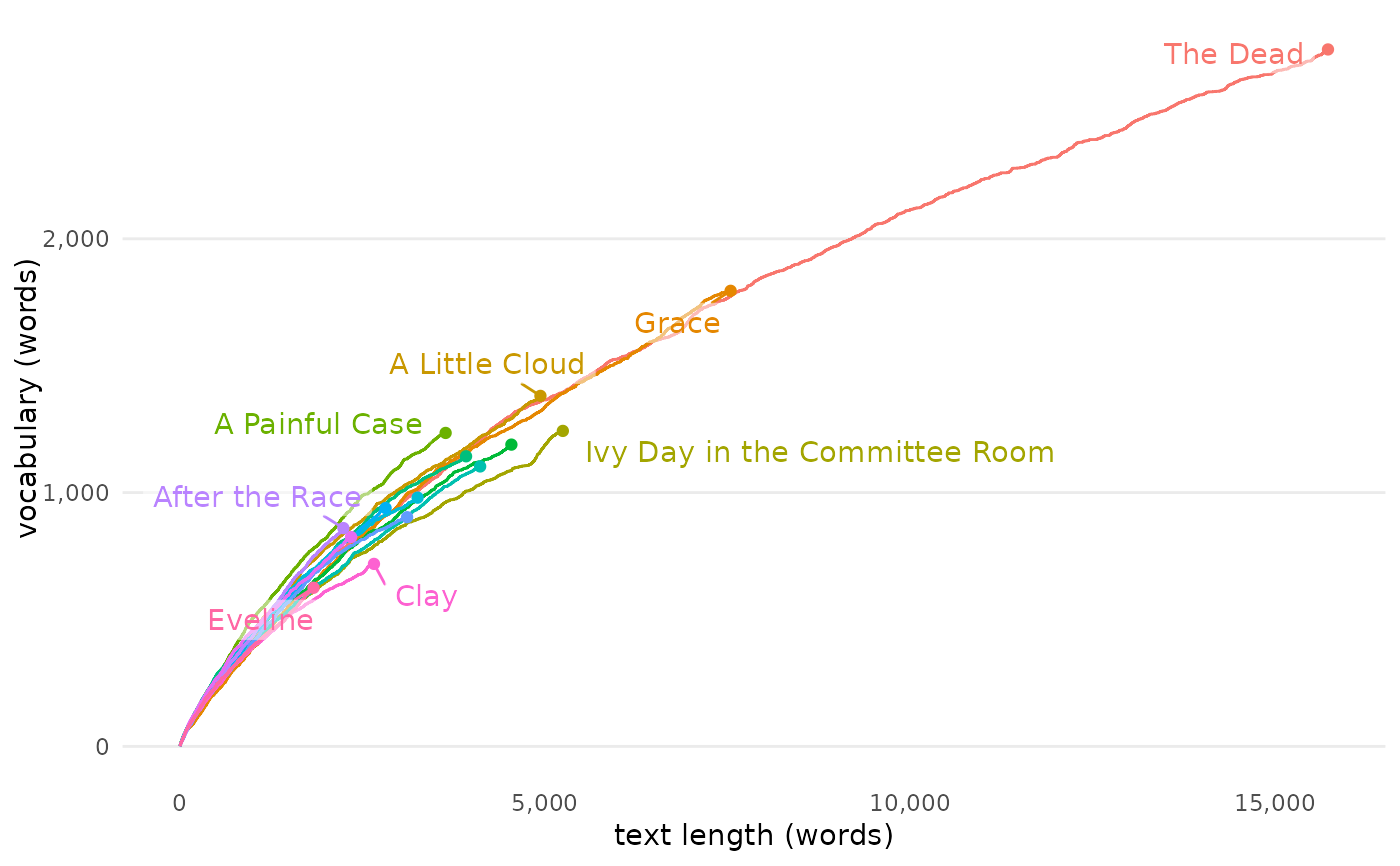 The Dead
2,000
Grace
A Little Cloud
A Painful Case
Ivy Day in the Committee Room
1,000
After the Race
Clay
Eveline
0
vocabulary (words)
0
5,000
10,000
15,000
text length (words)